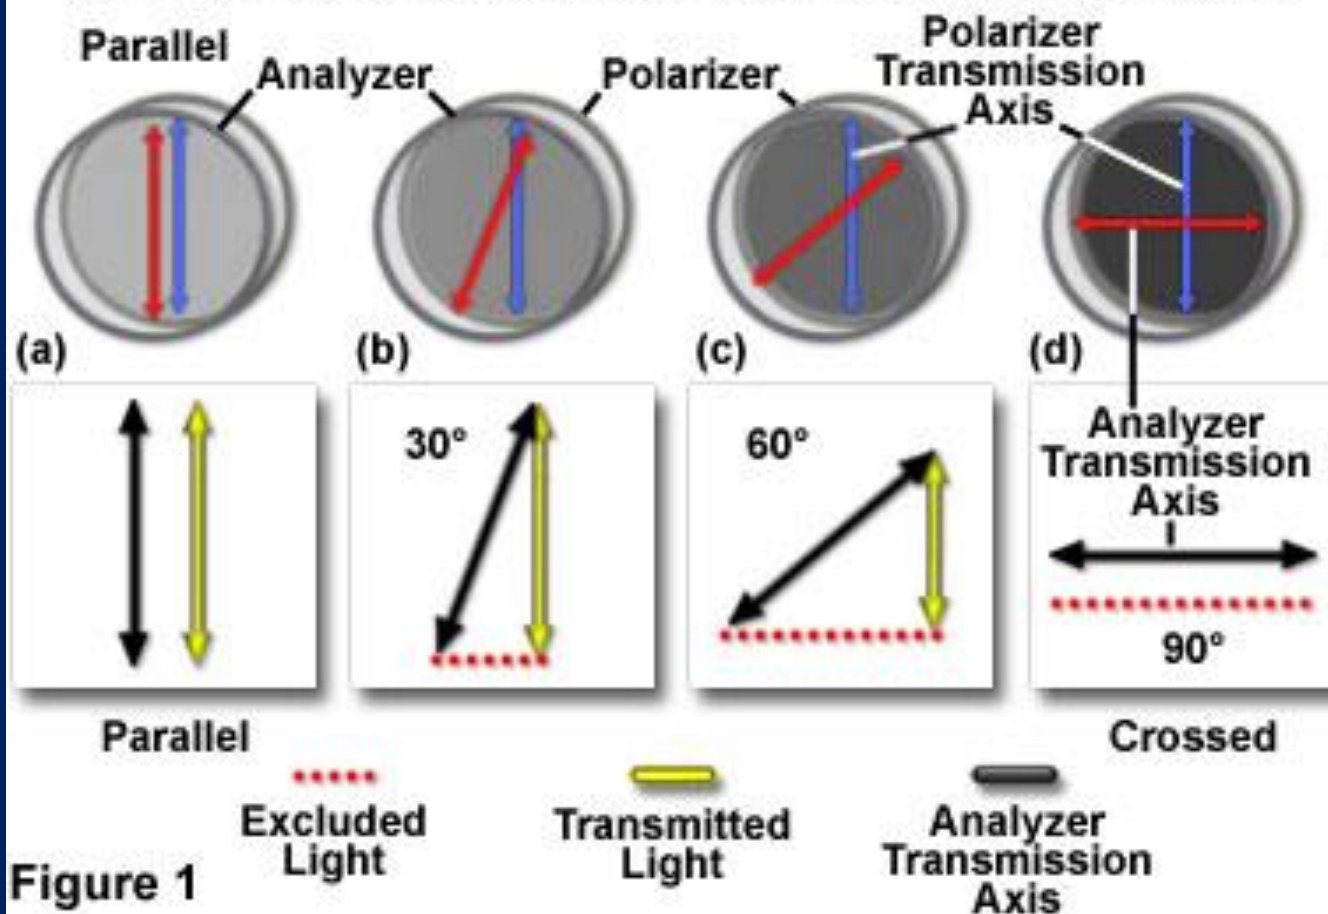 Parallel
Analyzer
Polarizer
Polarizer
Transmission
Axis
(a)
(b)
(c)
(d)
30°
60°
Analyzer
Transmission
Axis
90°
Parallel
Crossed
Excluded
Light
Transmitted
Light
Analyzer
Transmission
Axis
Figure 1